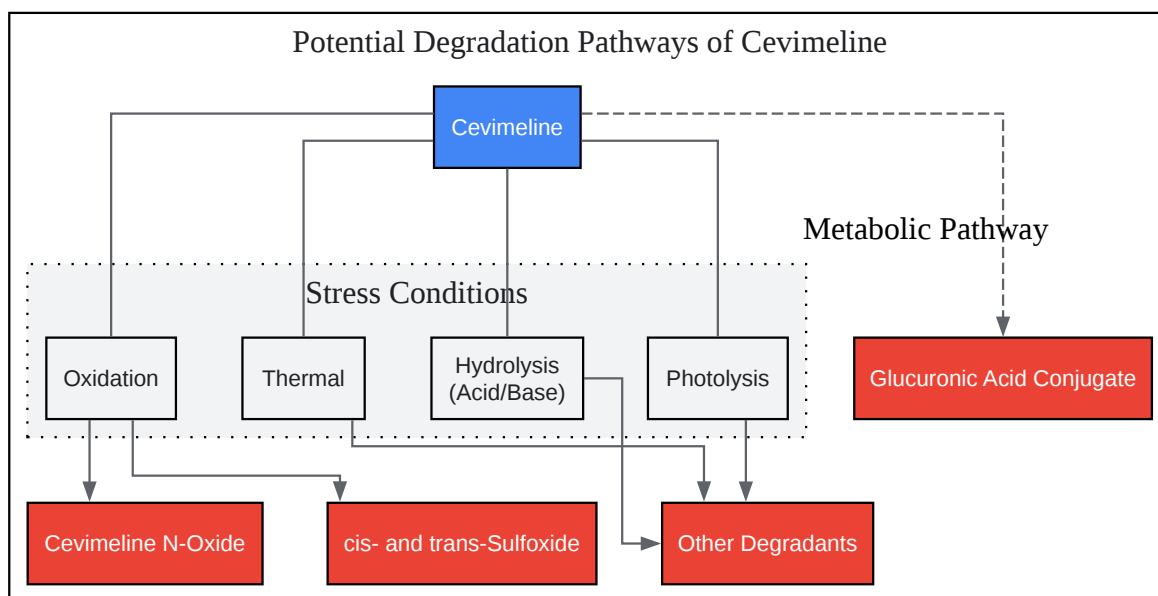 Potential Degradation Pathways of Cevimeline
Cevimeline
Metabolic Pathway
Stress Conditions
Oxidation
Thermal
Hydrolysis
(Acid/Base)
Photolysis
Glucuronic Acid Conjugate
Cevimeline N-Oxide
cis- and trans-Sulfoxide
Other Degradants